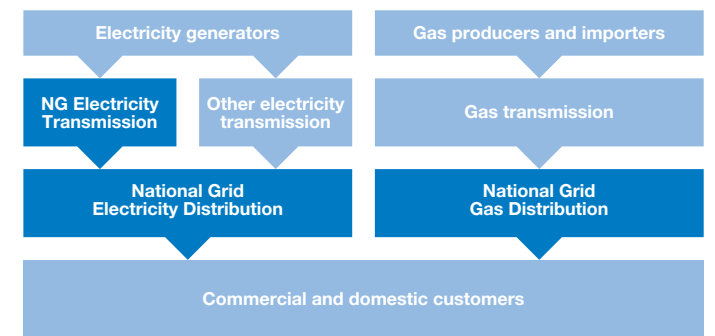 Electricity generators
Gas producers and importers
NG Electricity
Transmission
Other electricity
transmission
Gas transmission
National Grid
Electricity Distribution
National Grid
Gas Distribution
Commercial and domestic customers